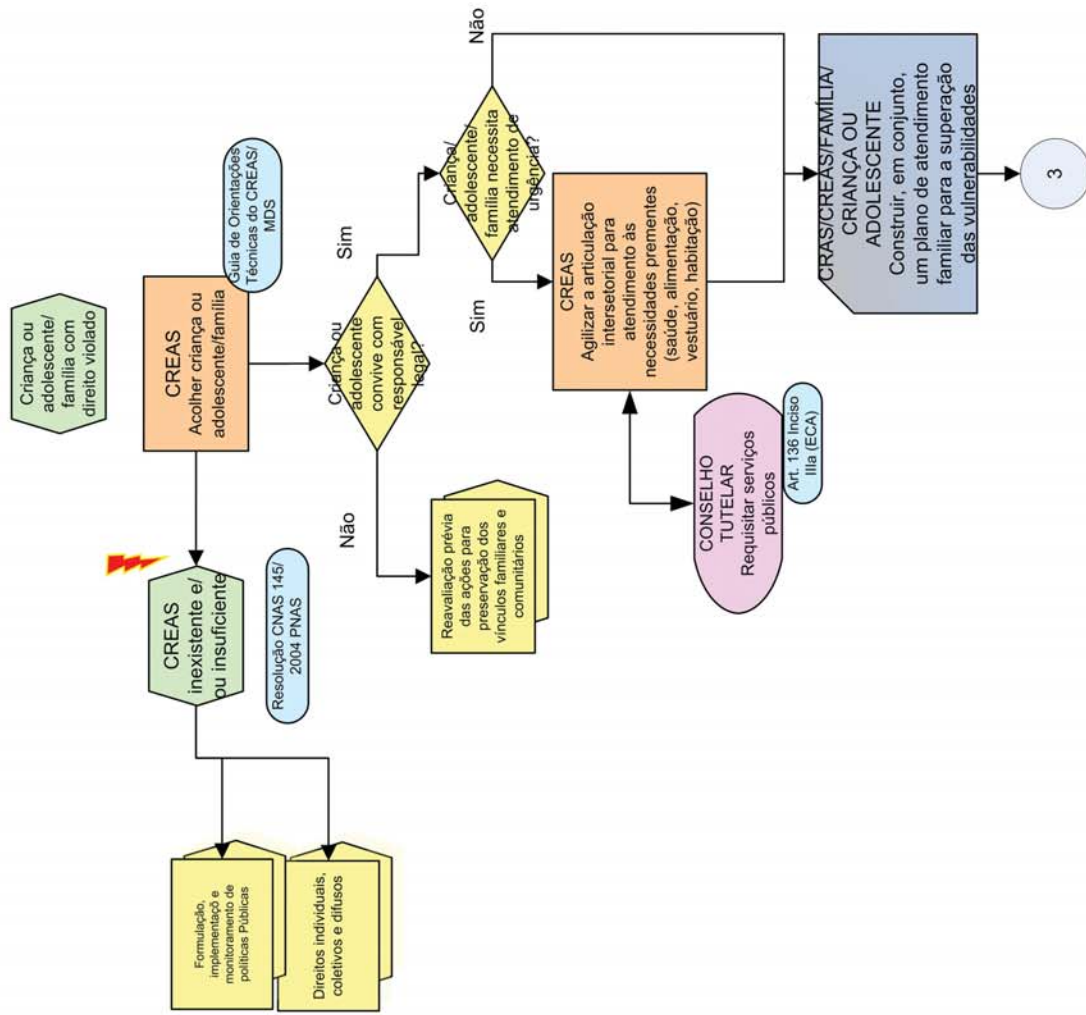 Criança ou
adolescente/
família com
direito violado
CREAS
Acolher criança ou
adolescente/família
Guia de Orientações
Técnicas do CREAS/
MDS
CREAS
inexistente e/
ou insuficiente
Resolução CNAS 145/
2004 PNAS
Formulação,
implementaçõ e
monitoramento de
políticas Públicas
Direitos individuais,
coletivos e difusos
Criança ou
adolescente
convive com
responsável
legal?
Não
Sim
Reavaliação prévia
das ações para
preservação dos
vínculos familiares e
comunitários
Criança/
adolescente/
família necessita
atendimento de
urgência?
Sim
Não
CREAS
Agilizar a articulação
intersetorial para
atendimento às
necessidades prementes
(saúde, alimentação,
vestuário, habitação)
CONSELHO
TUTELAR
Requisitar serviços
públicos
Art. 136 Inciso
IIIa (ECA)
CRAS/CREAS/FAMÍLIA/
CRIANÇA OU
ADOLESCENTE
Construir, em conjunto,
um plano de atendimento
familiar para a superação
das vulnerabilidades
3